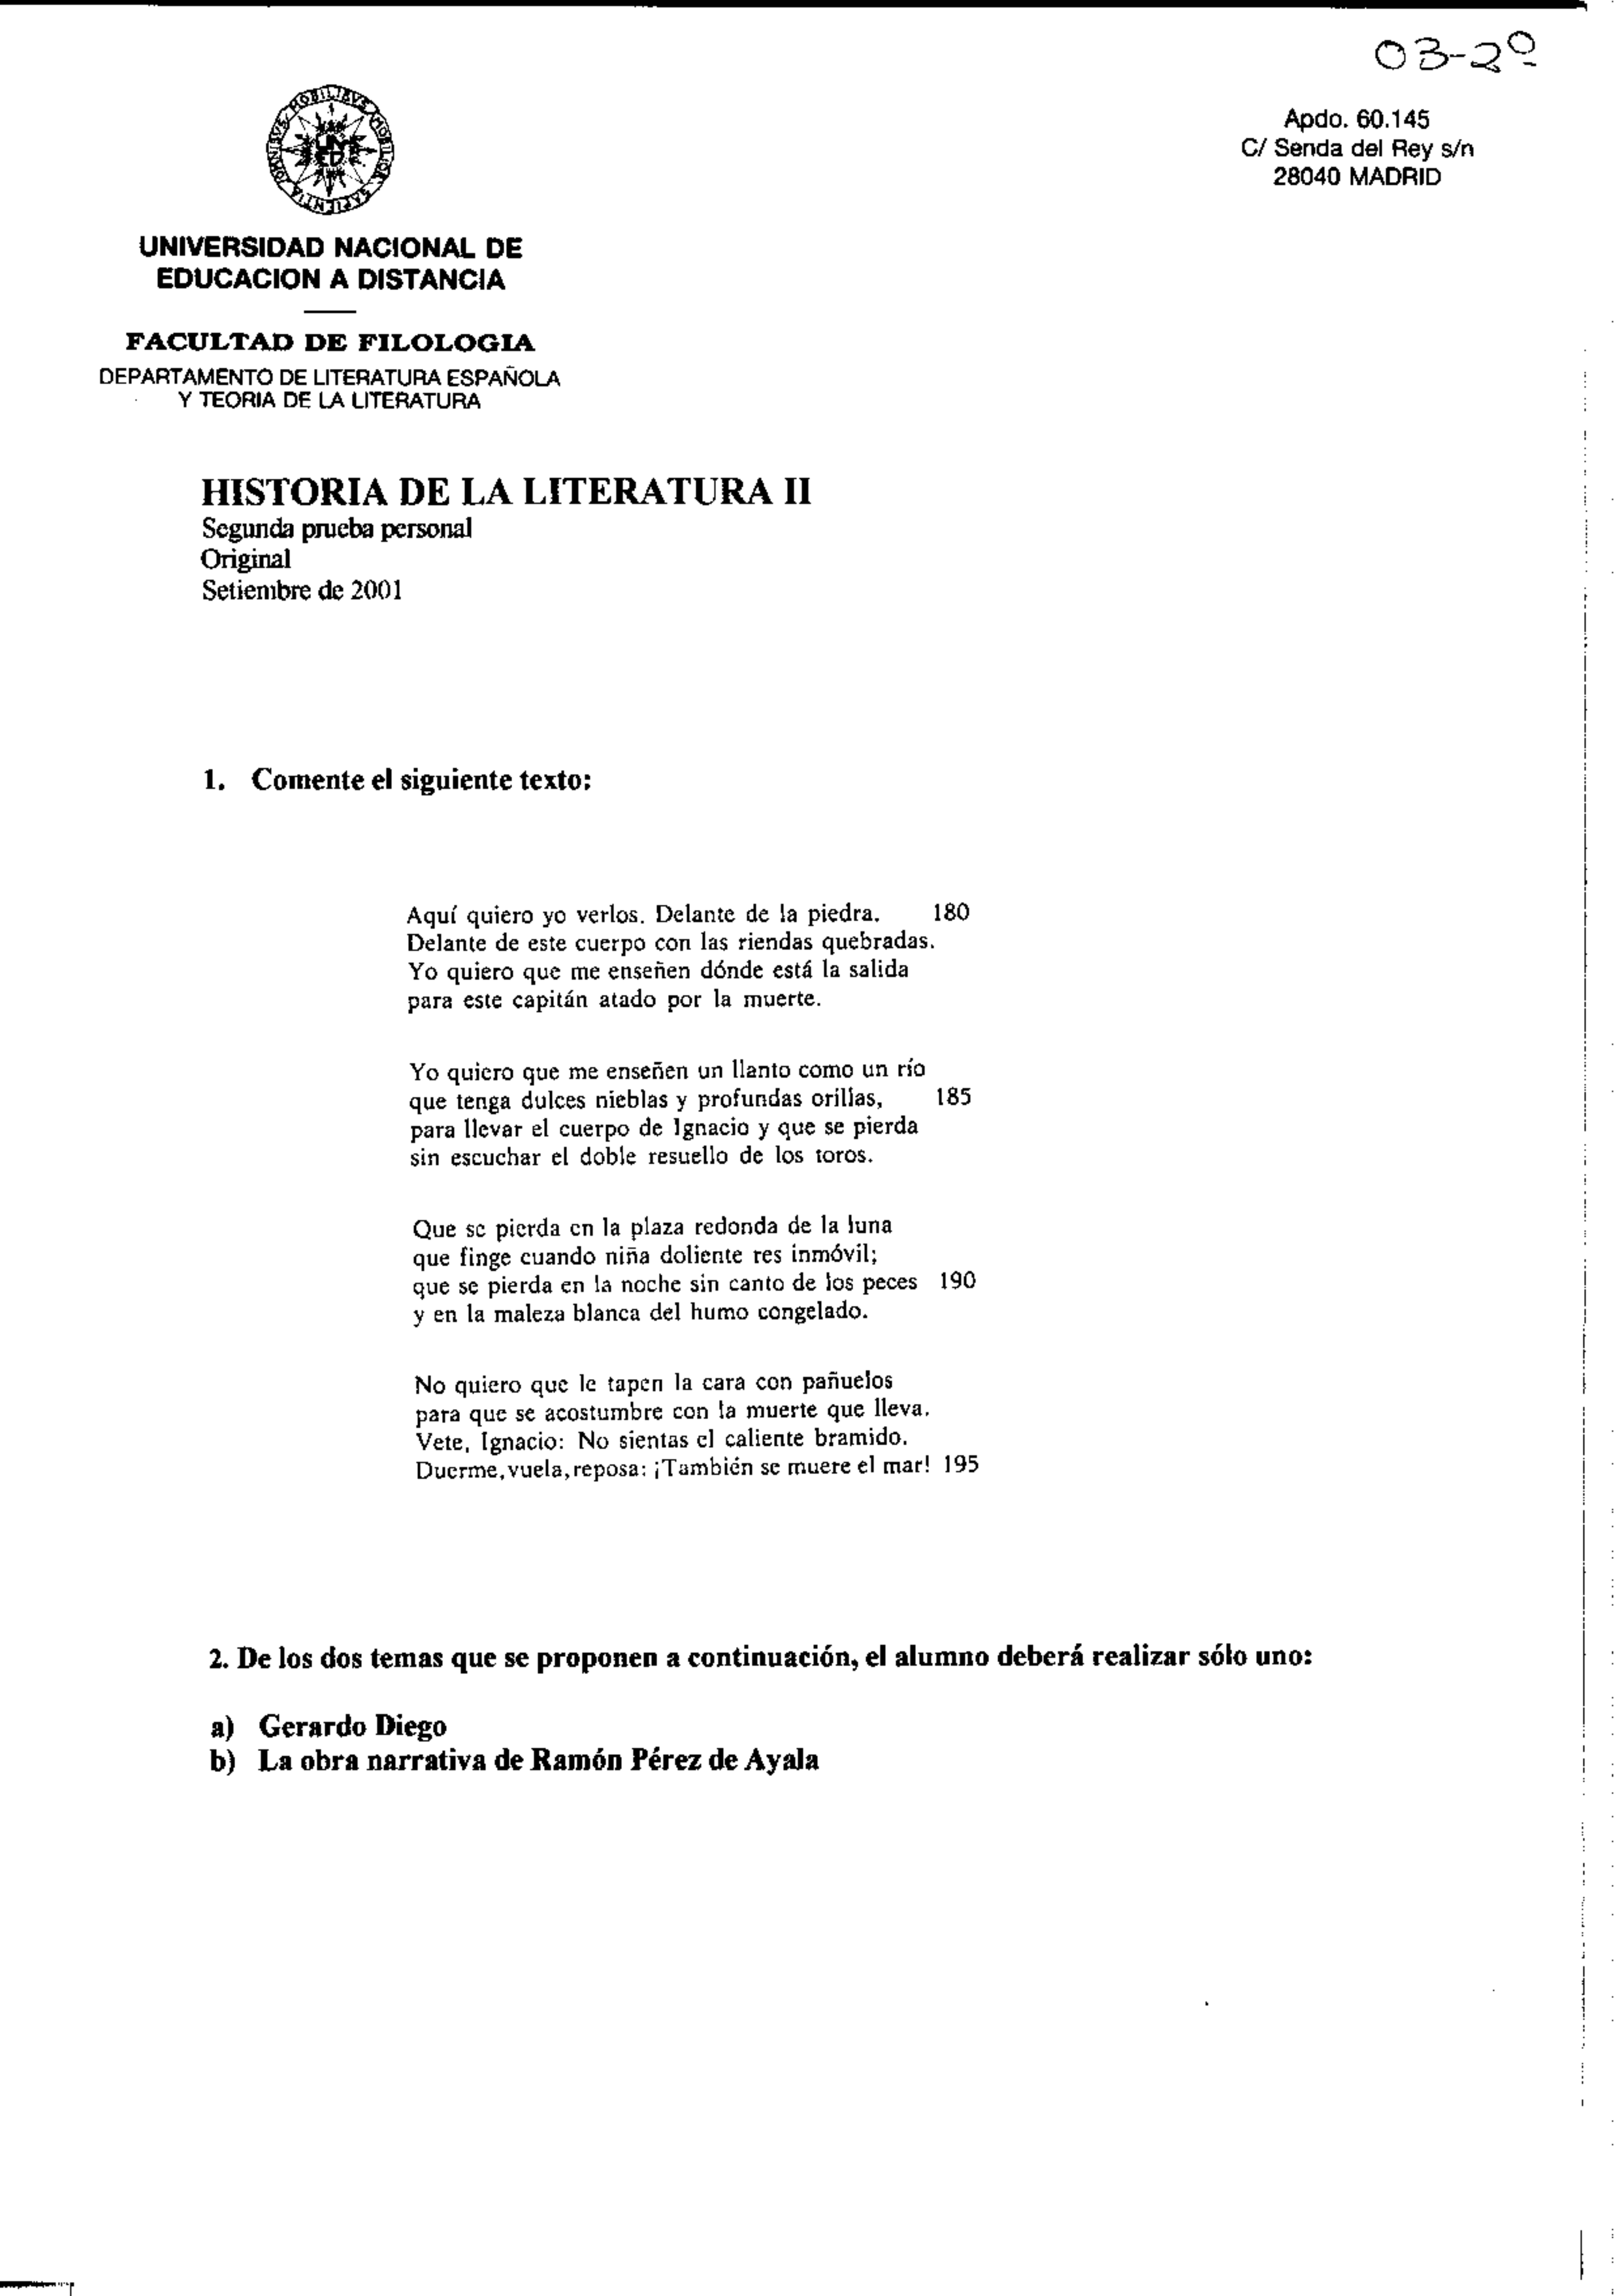 03-2º
Apdo. 60.145
C/ Senda del Rey s/n
28040 MADRID
OMNIBUS MOBILIBUS MOBILIOR SAPIENTIA
UNED
UNIVERSIDAD NACIONAL DE
EDUCACION A DISTANCIA
FACULTAD DE FILOLOGIA
DEPARTAMENTO DE LITERATURA ESPAÑOLA
Y TEORIA DE LA LITERATURA
HISTORIA DE LA LITERATURA II
Segunda prueba personal
Original
Setiembre de 2001
1. Comente el siguiente texto:
Aquí quiero yo verlos. Delante de la piedra. 180
Delante de este cuerpo con las riendas quebradas.
Yo quiero que me enseñen dónde está la salida
para este capitán atado por la muerte.
Yo quiero que me enseñen un llanto como un río
que tenga dulces nieblas y profundas orillas, 185
para llevar el cuerpo de Ignacio y que se pierda
sin escuchar el doble resuello de los toros.
Que se pierda en la plaza redonda de la luna
que finge cuando niña doliente res inmóvil;
que se pierda en la noche sin canto de los peces 190
y en la maleza blanca del humo congelado.
No quiero que le tapen la cara con pañuelos
para que se acostumbre con la muerte que lleva.
Vete, Ignacio: No sientas el caliente bramido.
Duerme, vuela, reposa: ¡También se muere el mar! 195
2. De los dos temas que se proponen a continuación, el alumno deberá realizar sólo uno:
a) Gerardo Diego
b) La obra narrativa de Ramón Pérez de Ayala